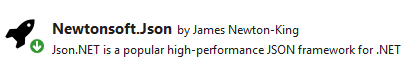 Newtonsoft.Json by James Newton-King
Json.NET is a popular high-performance JSON framework for .NET